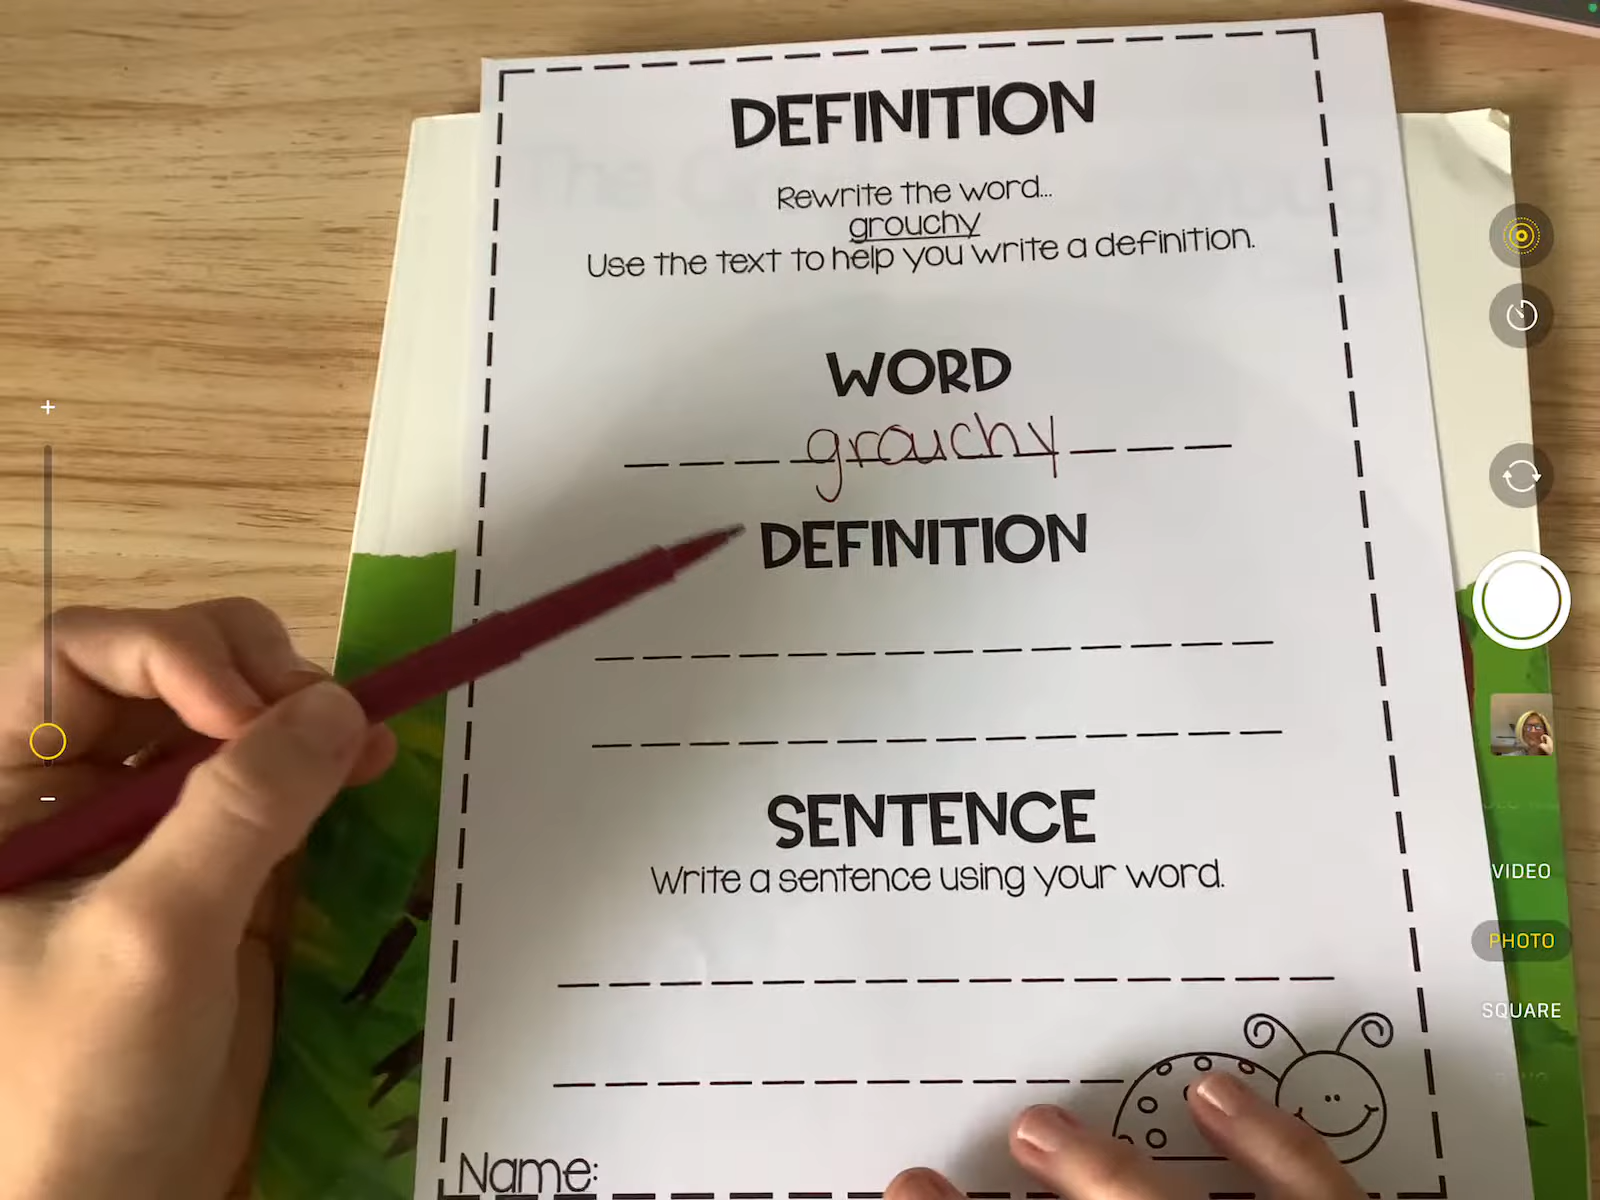 DEFINITION
Rewrite the word...
grouchy
Use the text to help you write a definition.
WORD
grouchy
DEFINITION
SENTENCE
Write a sentence using your word.
Name:
VIDEO
PHOTO
SQUARE